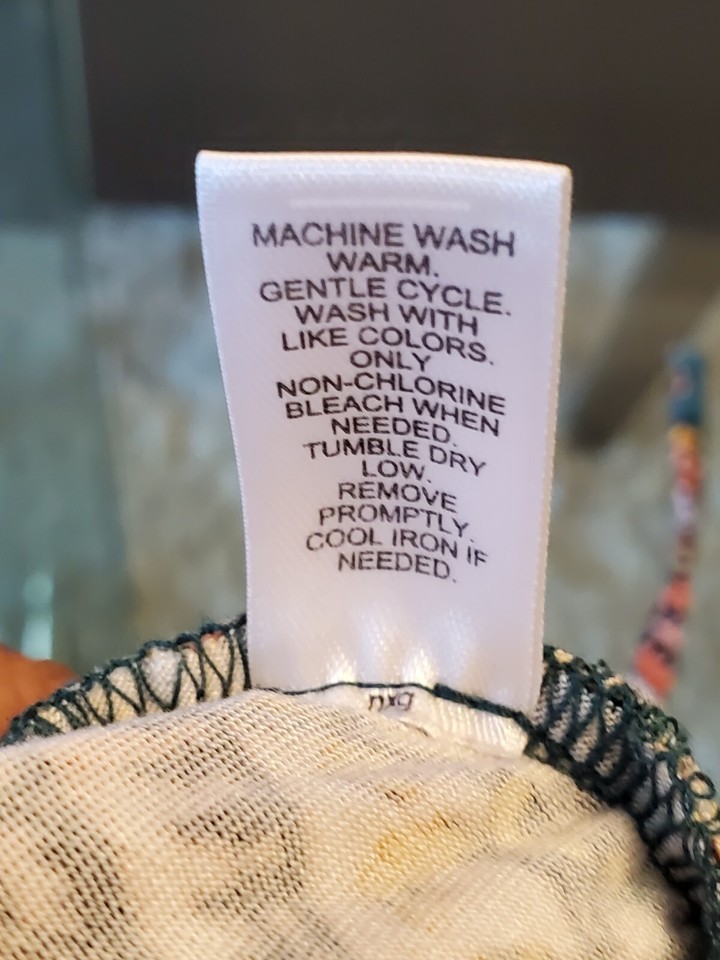 MACHINE WASH
WARM.
GENTLE CYCLE.
WASH WITH
LIKE COLORS.
ONLY
NON-CHLORINE
BLEACH WHEN
NEEDED.
TUMBLE DRY
LOW.
REMOVE
PROMPTLY.
COOL IRON IF
NEEDED.